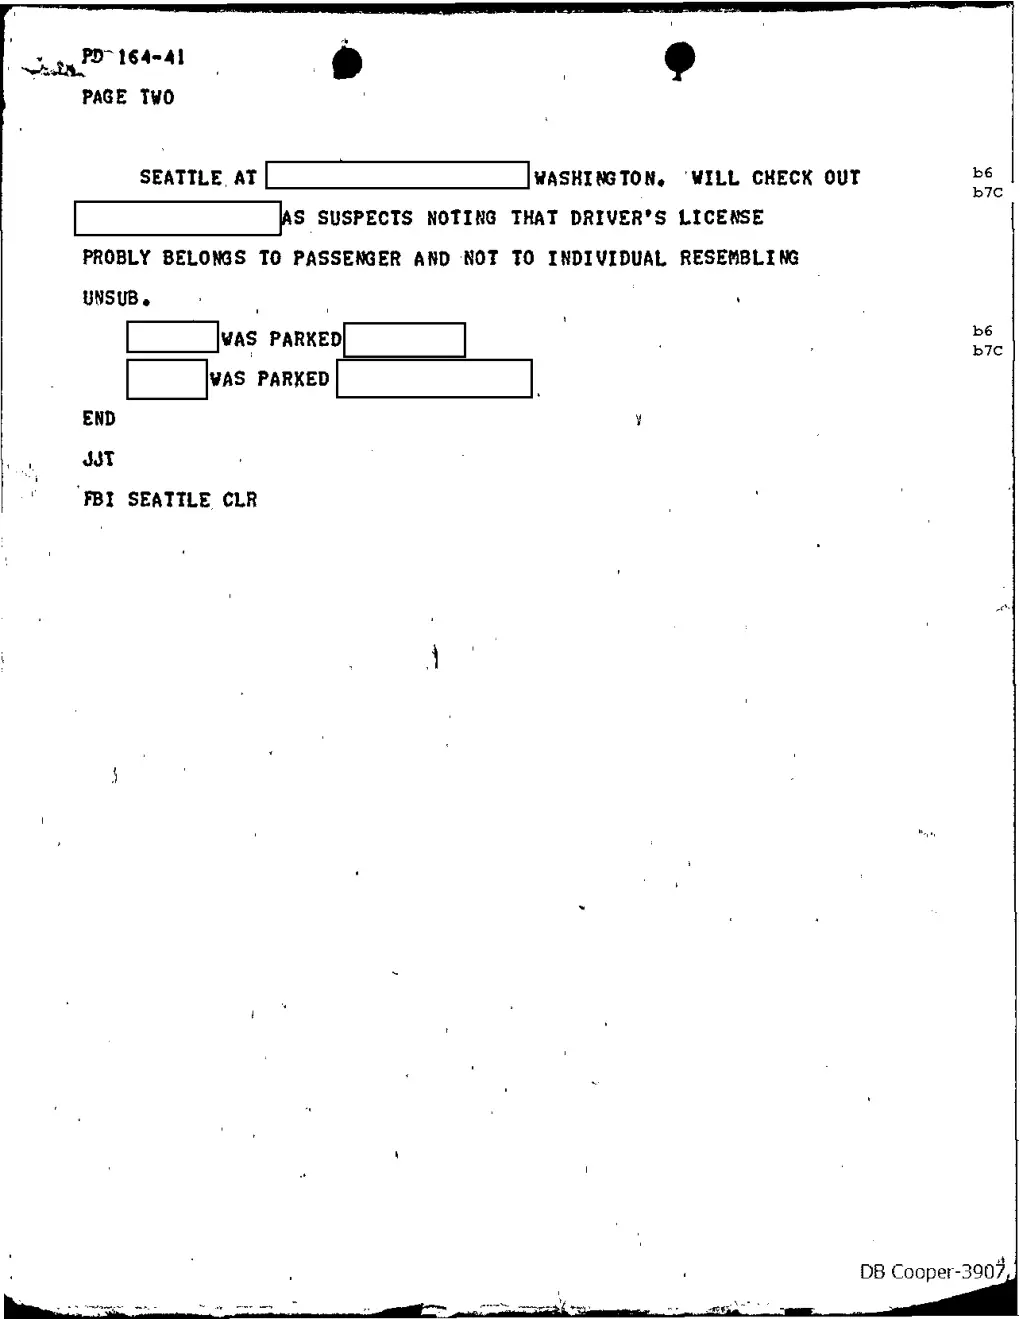 PD 164-41
PAGE TWO
SEATTLE AT WASHINGTON. WILL CHECK OUT
b6
b7C
AS SUSPECTS NOTING THAT DRIVER'S LICENSE
PROBLY BELONGS TO PASSENGER AND NOT TO INDIVIDUAL RESEMBLING
UNSUB.
WAS PARKED
b6
b7C
WAS PARKED
END
JJT
FBI SEATTLE CLR
DB Cooper-3907